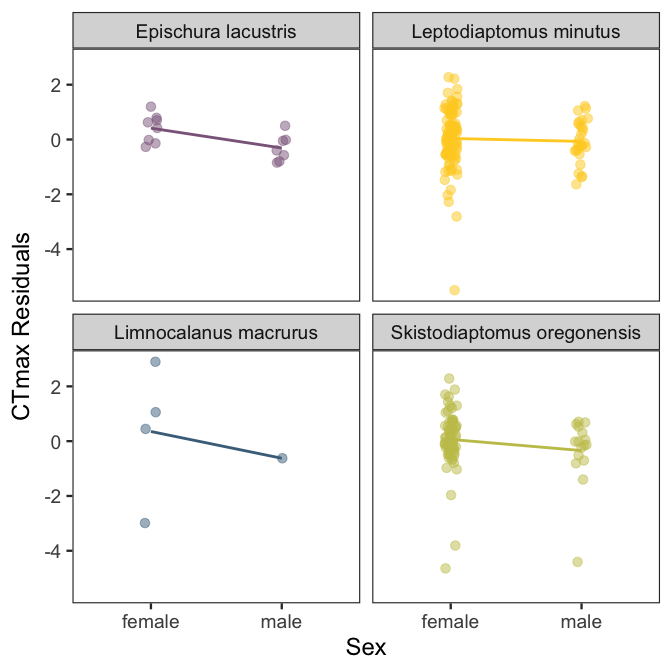 Epischura lacustris
Leptodiaptomus minutus
2
0
-2
-4
Limnocalanus macrurus
Skistodiaptomus oregonensis
2
0
-2
-4
CTmax Residuals
female
male
female
male
Sex